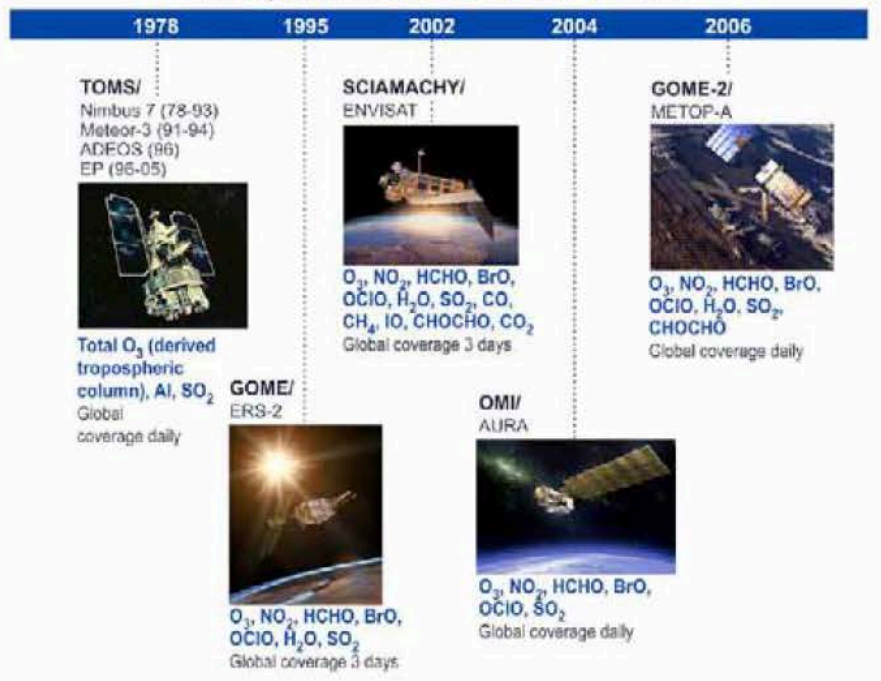 1978 1995 2002 2004 2006
TOMS/
Nimbus 7 (78-93)
Meteor-3 (91-94)
ADEOS (96)
EP (96-05)
Total O₃ (derived
tropospheric
column), AI, SO₂
Global
coverage daily
GOME/
ERS-2
O₃, NO₂, HCHO, BrO,
OClO, H₂O, SO₂
Global coverage 3 days
SCIAMACHY/
ENVISAT
O₃, NO₂, HCHO, BrO,
OClO, H₂O, SO₂, CO,
CH₄, IO, CHOCHO, CO₂
Global coverage 3 days
OMI/
AURA
O₃, NO₂, HCHO, BrO,
OClO, SO₂
Global coverage daily
GOME-2/
METOP-A
O₃, NO₂, HCHO, BrO,
OClO, H₂O, SO₂,
CHOCHO
Global coverage daily